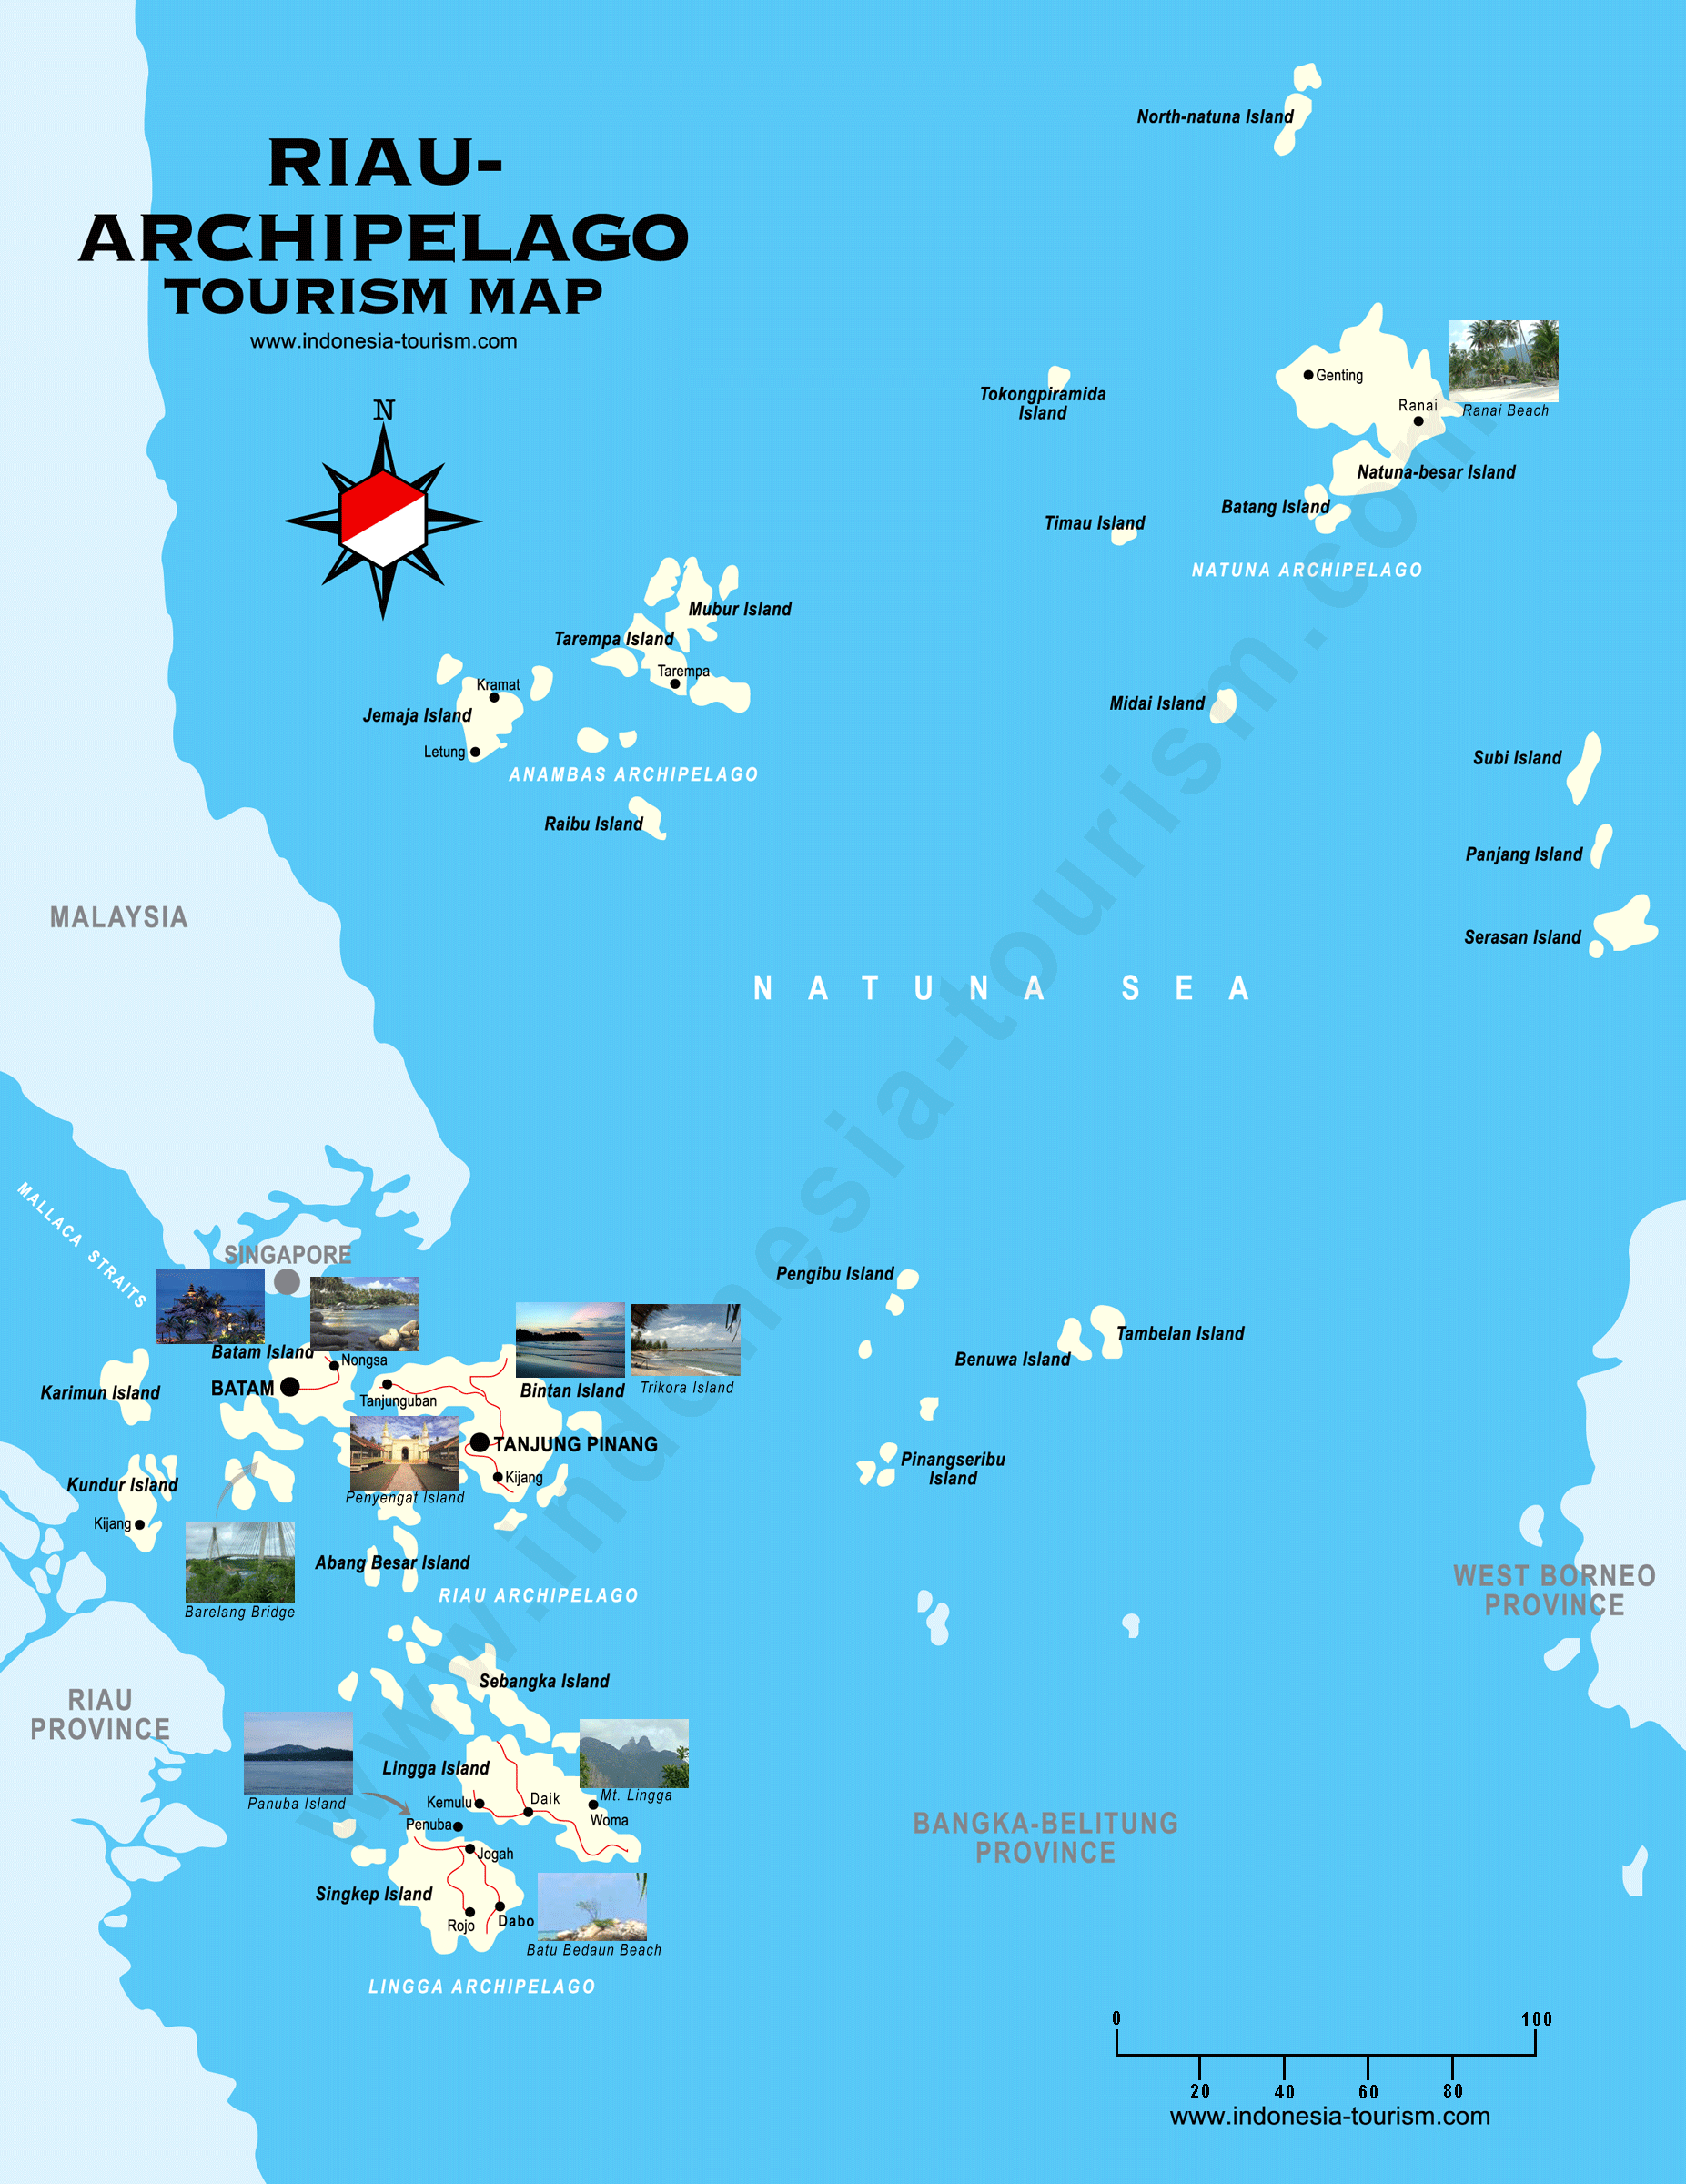 RIAU-
ARCHIPELAGO
TOURISM MAP
www.indonesia-tourism.com
N
North-natuna Island
Tokongpiramida
Island
Genting
Ranai
Ranai Beach
Natuna-besar Island
Batang Island
Timau Island
NATUNA ARCHIPELAGO
Mubur Island
Tarempa Island
Tarempa
Kramat
Jemaja Island
Letung
ANAMBAS ARCHIPELAGO
Raibu Island
Midai Island
Subi Island
Panjang Island
Serasan Island
MALAYSIA
NATUNA SEA
www.indonesia-tourism.com
MALLACA STRAITS
SINGAPORE
Batam Island
Nongsa
BATAM
Karimun Island
Tanjunguban
Bintan Island
Trikora Island
TANJUNG PINANG
Kijang
Penyengat Island
Kundur Island
Kijang
Barelang Bridge
Abang Besar Island
RIAU ARCHIPELAGO
Pengibu Island
Tambelan Island
Benuwa Island
Pinangseribu
Island
WEST BORNEO
PROVINCE
RIAU
PROVINCE
Sebangka Island
Lingga Island
Mt. Lingga
Panuba Island
Kemulu
Daik
Woma
Penuba
Jogah
Singkep Island
Rojo
Dabo
Batu Bedaun Beach
LINGGA ARCHIPELAGO
BANGKA-BELITUNG
PROVINCE
0
100
20
40
60
80
www.indonesia-tourism.com